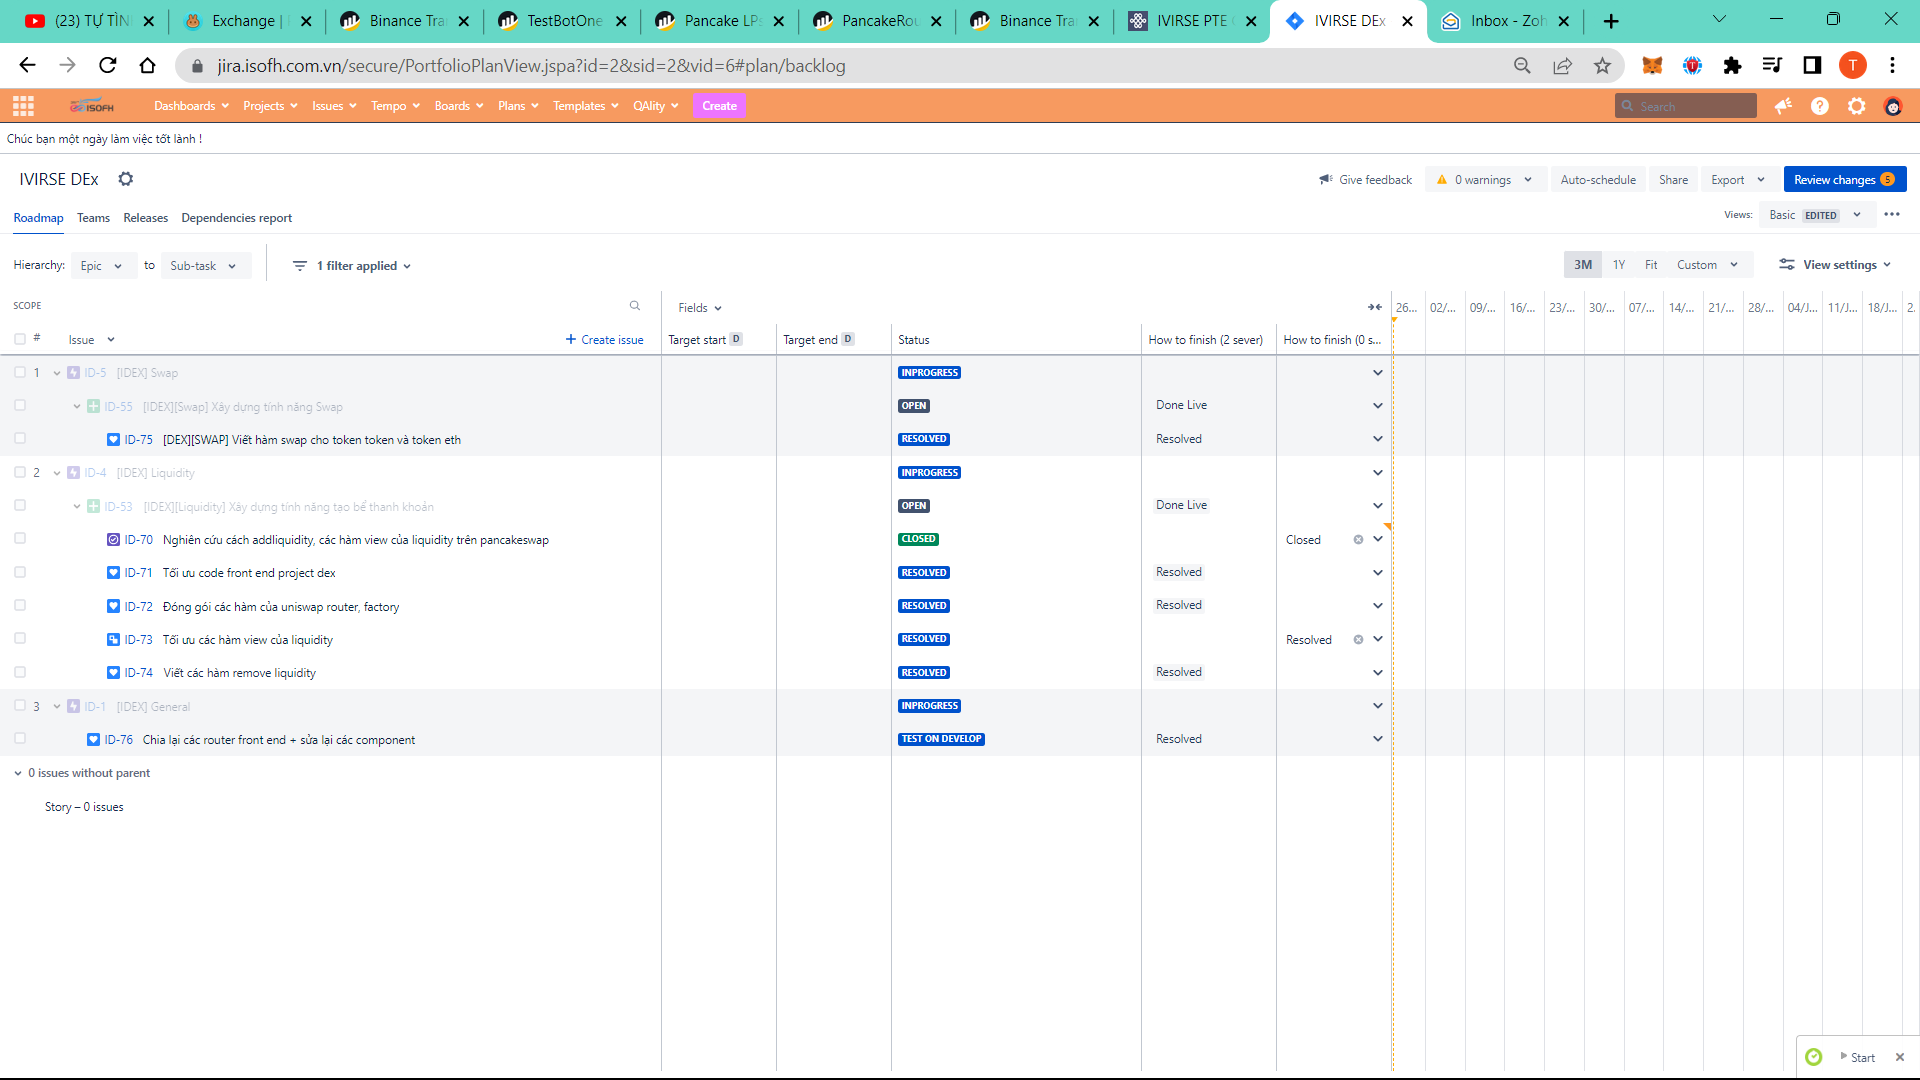 (23) TỰ TÌNH
Exchange |
Binance Tra
TestBotOne
Pancake LPs
PancakeRou
Binance Tra
IVIRSE PTE
IVIRSE DEx
Inbox - Zoh
jira.isofh.com.vn/secure/PortfolioPlanView.jspa?id=2&sid=2&vid=6#plan/backlog
T
ISOFH Dashboards Projects Issues Tempo Boards Plans Templates QAlity Create Search
Chúc bạn một ngày làm việc tốt lành !
IVIRSE DEx Give feedback 0 warnings Auto-schedule Share Export Review changes 5
Roadmap Teams Releases Dependencies report Views: Basic EDITED
Hierarchy: Epic to Sub-task 1 filter applied 3M 1Y Fit Custom View settings
SCOPE Fields 26... 02/... 09/... 16/... 23/... 30/... 07/... 14/... 21/... 28/... 04/J... 11/J... 18/J... 2.
# Issue + Create issue Target start D Target end D Status How to finish (2 sever) How to finish (0 s...
1 ID-5 [IDEX] Swap INPROGRESS
ID-55 [IDEX][Swap] Xây dựng tính năng Swap OPEN Done Live
ID-75 [DEX][SWAP] Viết hàm swap cho token token và token eth RESOLVED Resolved
2 ID-4 [IDEX] Liquidity INPROGRESS
ID-53 [IDEX][Liquidity] Xây dựng tính năng tạo bể thanh khoản OPEN Done Live
ID-70 Nghiên cứu cách addliquidity, các hàm view của liquidity trên pancakeswap CLOSED Closed
ID-71 Tối ưu code front end project dex RESOLVED Resolved
ID-72 Đóng gói các hàm của uniswap router, factory RESOLVED Resolved
ID-73 Tối ưu các hàm view của liquidity RESOLVED Resolved
ID-74 Viết các hàm remove liquidity RESOLVED Resolved
3 ID-1 [IDEX] General INPROGRESS
ID-76 Chia lại các router front end + sửa lại các component TEST ON DEVELOP Resolved
0 issues without parent
Story – 0 issues
Start